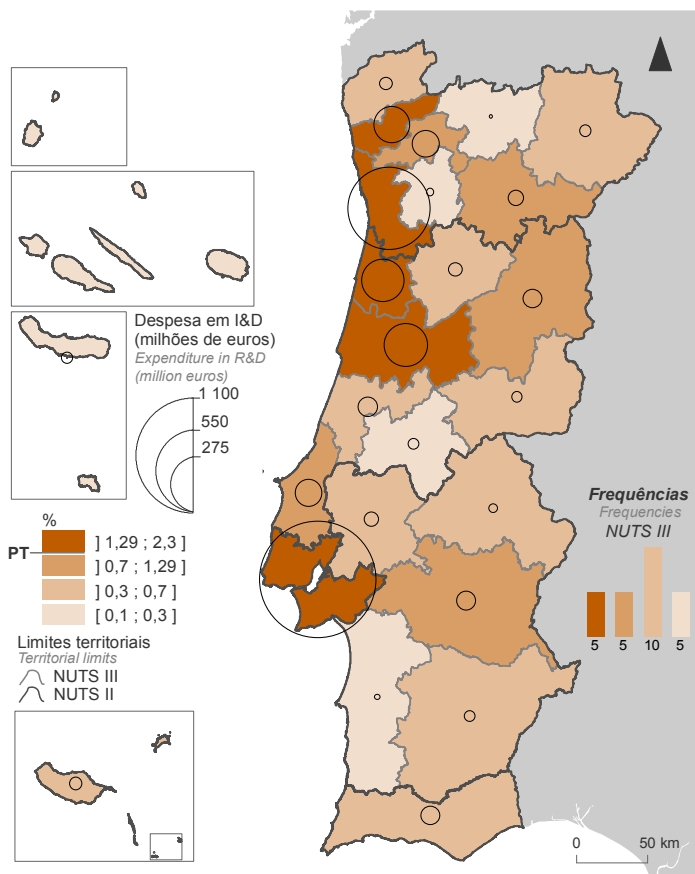 Despesa em I&D
(milhões de euros)
Expenditure in R&D
(million euros)
1 100
550
275
%
PT
] 1,29 ; 2,3 ]
] 0,7 ; 1,29 ]
] 0,3 ; 0,7 ]
[ 0,1 ; 0,3 ]
Limites territoriais
Territorial limits
NUTS III
NUTS II
Frequências
Frequencies
NUTS III
5 5 10 5
0 50 km